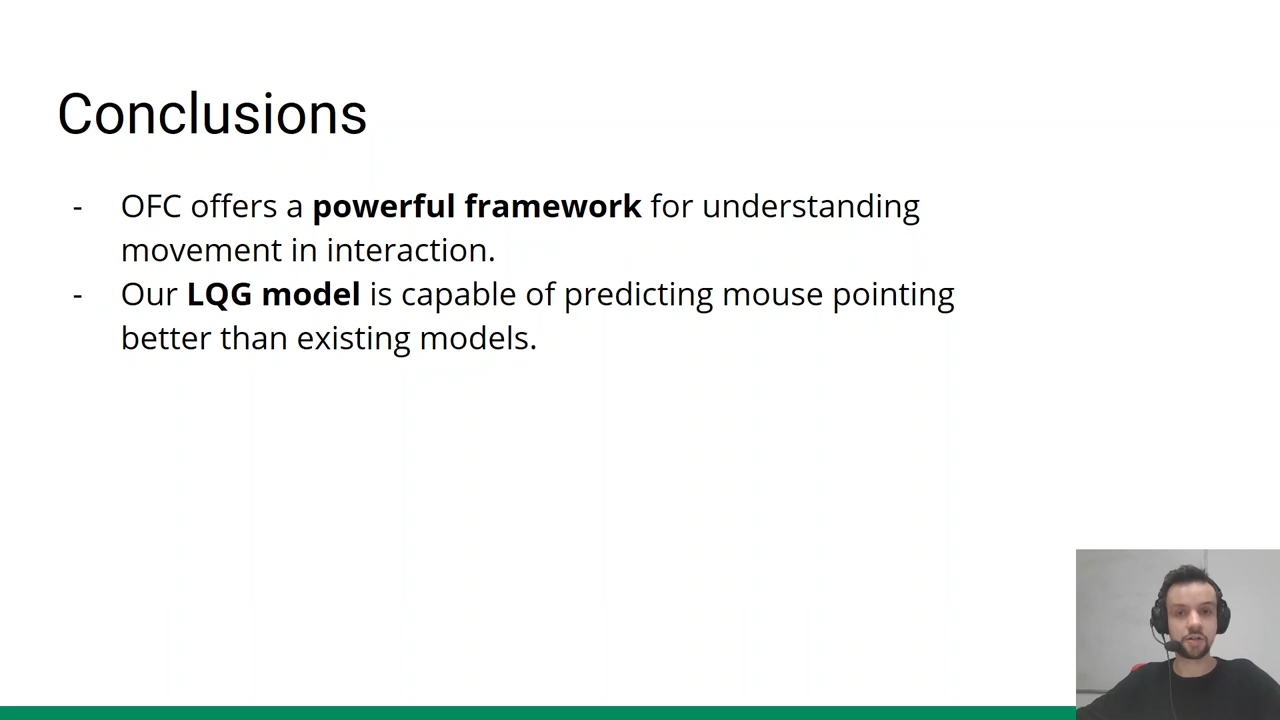 Conclusions
- OFC offers a powerful framework for understanding
movement in interaction.
- Our LQG model is capable of predicting mouse pointing
better than existing models.